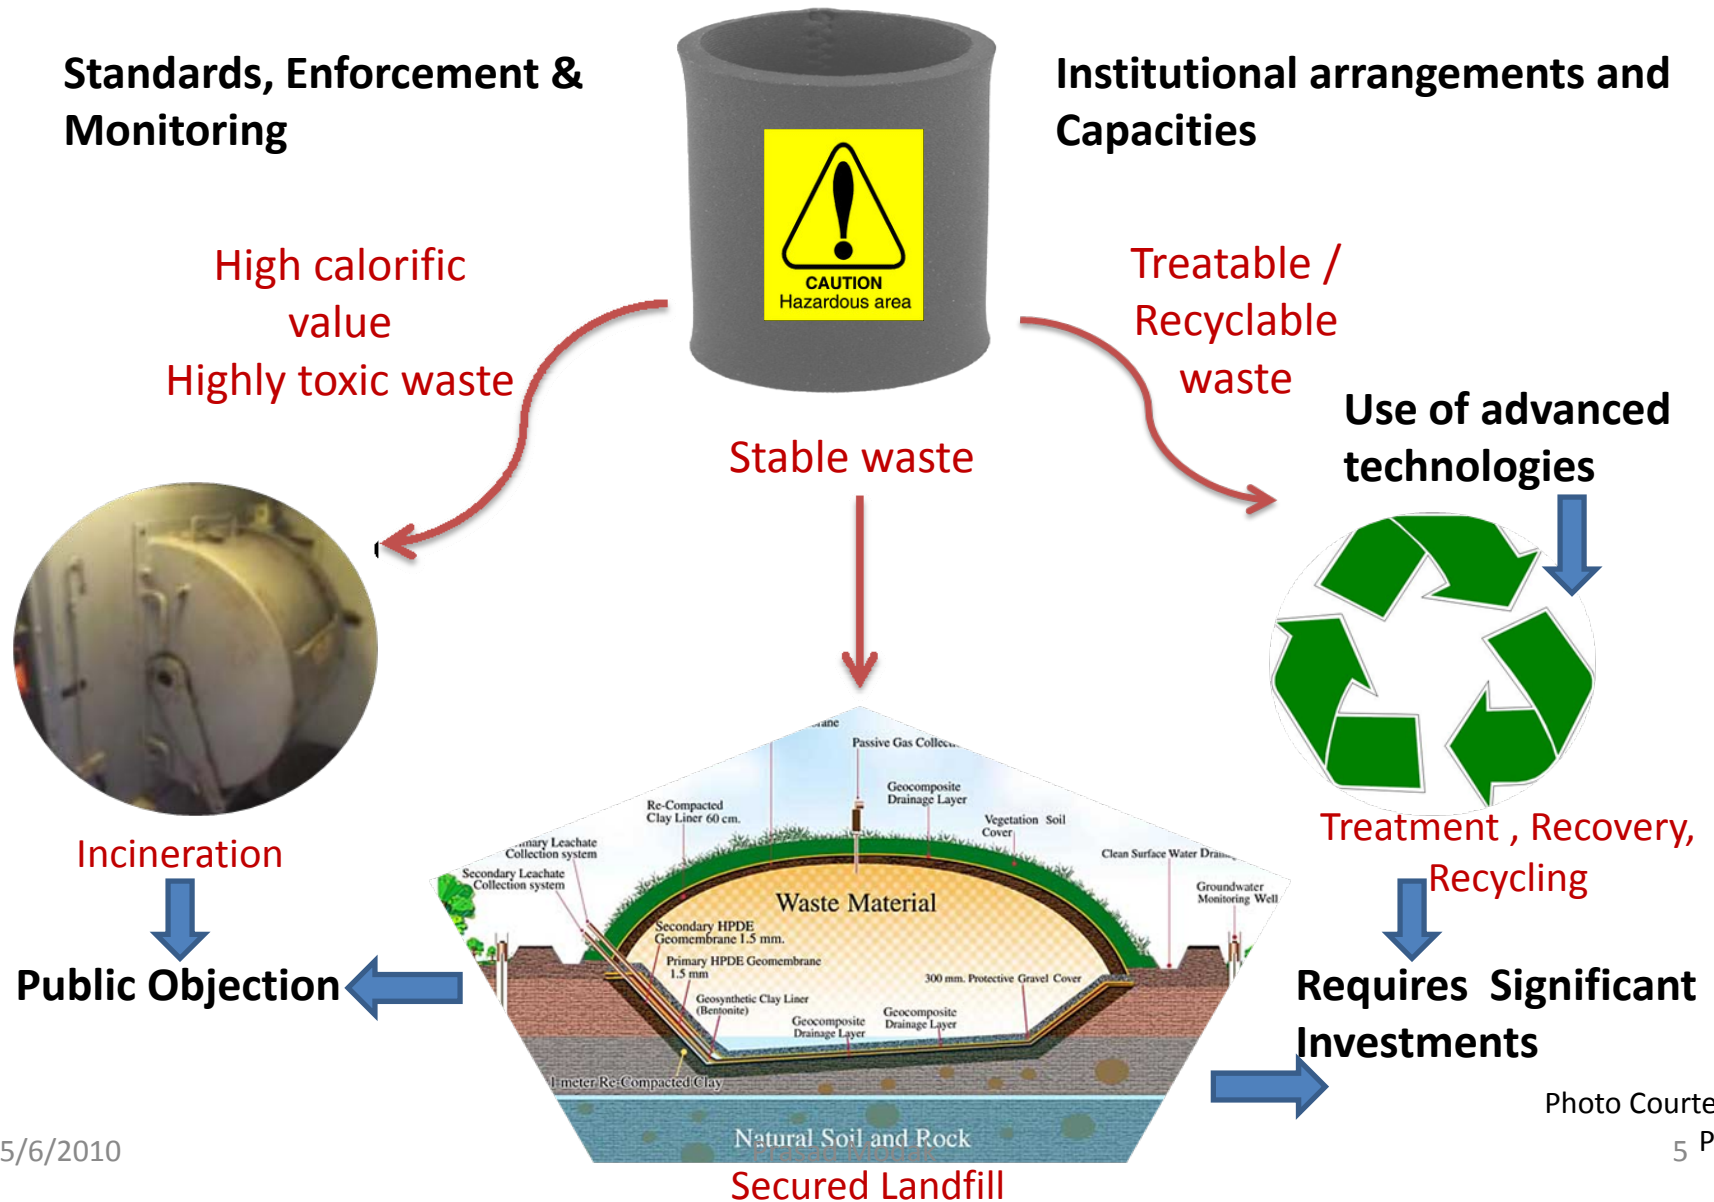 Standards, Enforcement &
Monitoring
Institutional arrangements and
Capacities
CAUTION
Hazardous area
High calorific
value
Highly toxic waste
Treatable /
Recyclable
waste
Stable waste
Use of advanced
technologies
Passive Gas
Geocomposite
Drainage Layer
Re-Compacted
Clay Liner 60 cm.
Vegetation Soil
Cover
Leachate
Collection system
Secondary Leachate
Collection system
Clean Surface Water
Groundwater
Monitoring Well
Waste Material
Secondary HPDE
Geomembrane 1.5 mm.
Primary HPDE Geomembrane
1.5 mm
300 mm. Protective Gravel Cover
Geosynthetic Clay Liner
(Bentonite)
Geocomposite
Drainage Layer
Geocomposite
Drainage Layer
1 meter Re-Compacted Clay
Natural Soil and Rock
Incineration
Public Objection
Treatment , Recovery,
Recycling
Requires Significant
Investments
Photo Courte
5/6/2010
5 P
Secured Landfill